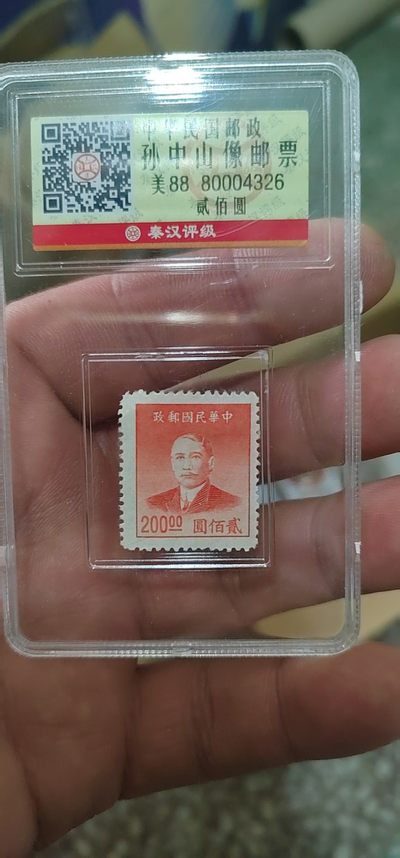 中华民国邮政
孙中山像邮票
美88 80004326
贰佰圆
秦汉评级
政郵國民華中
200.00 圓佰貳